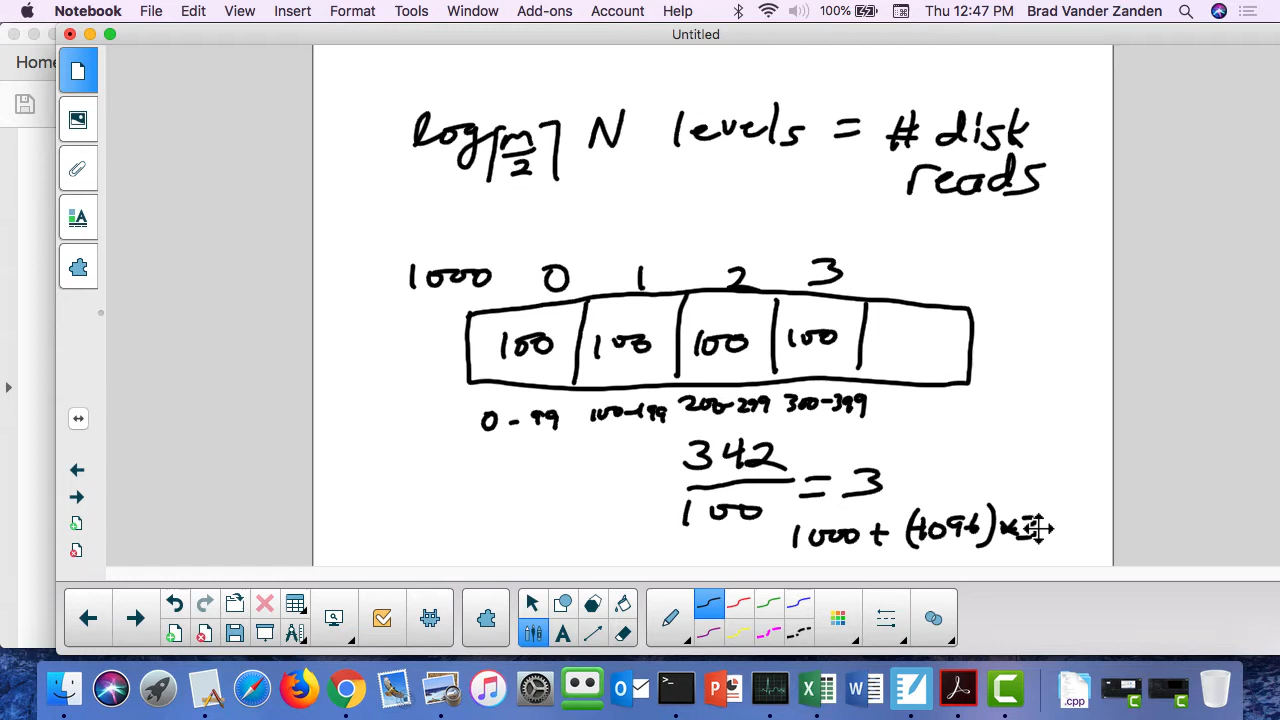 Notebook File Edit View Insert Format Tools Window Add-ons Account Help 100% Thu 12:47 PM Brad Vander Zanden
Untitled
Home
log⌈m/2⌉ N levels = # disk
reads
1000 0 1 2 3
100 100 100 100
0 - 99 100-199 200-299 300-399
342
100
= 3
1000 + (4096) x 3
.cpp